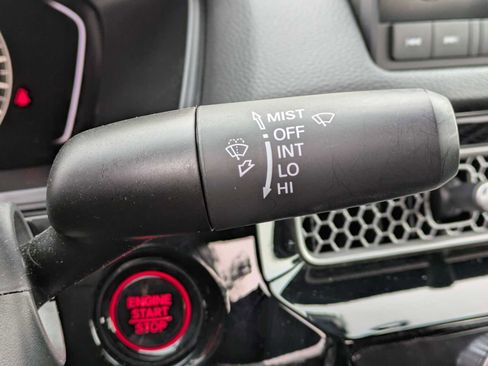 MIST
OFF
INT
LO
HI
ENGINE
START
STOP